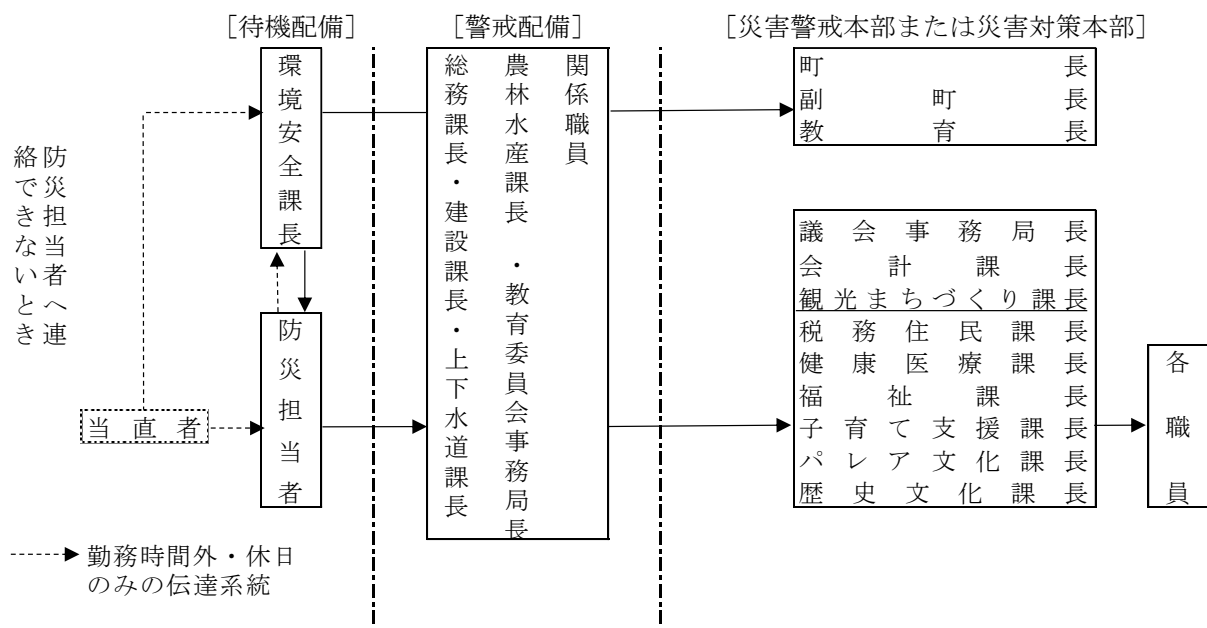 ［待機配備］
［警戒配備］
［災害警戒本部または災害対策本部］
環境安全課長
防災担当者
防災担当者へ連
絡できないとき
当直者
関係職員
農林水産課長 ・教育委員会事務局長
総務課長・建設課長・上下水道課長
町長
副町長
教育長
議会事務局長
会計課長
観光まちづくり課長
税務住民課長
健康医療課長
福祉課長
子育て支援課長
パレア文化課長
歴史文化課長
各職員
勤務時間外・休日
のみの伝達系統